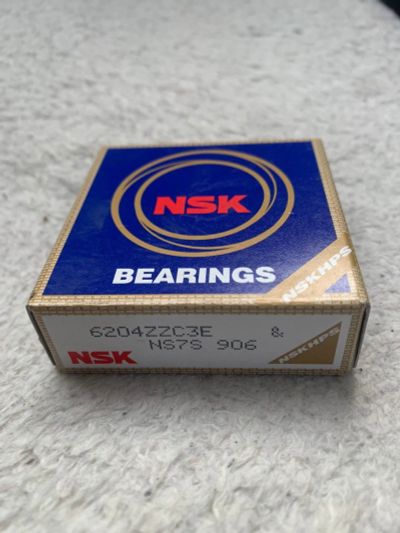 NSK
BEARINGS
NSKHPS
6204ZZC3E &
NS7S 906
NSK
NSKHPS